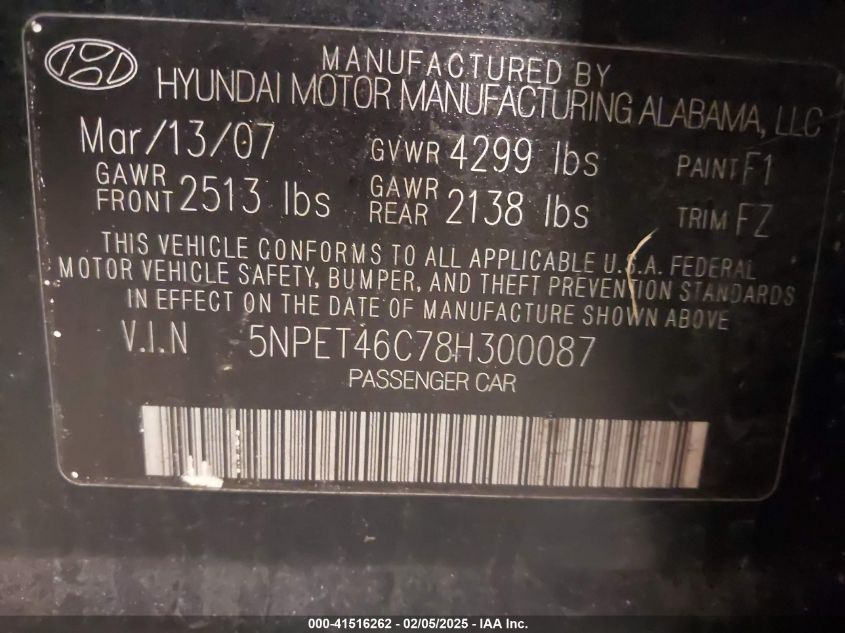 MANUFACTURED BY
HYUNDAI MOTOR MANUFACTURING ALABAMA, LLC
Mar/13/07 GVWR 4299 lbs PAINT F1
GAWR FRONT 2513 lbs GAWR REAR 2138 lbs TRIM FZ
THIS VEHICLE CONFORMS TO ALL APPLICABLE U.S.A. FEDERAL
MOTOR VEHICLE SAFETY, BUMPER, AND THEFT PREVENTION STANDARDS
IN EFFECT ON THE DATE OF MANUFACTURE SHOWN ABOVE
V.I.N 5NPET46C78H300087
PASSENGER CAR
000-41516262 - 02/05/2025 - IAA Inc.